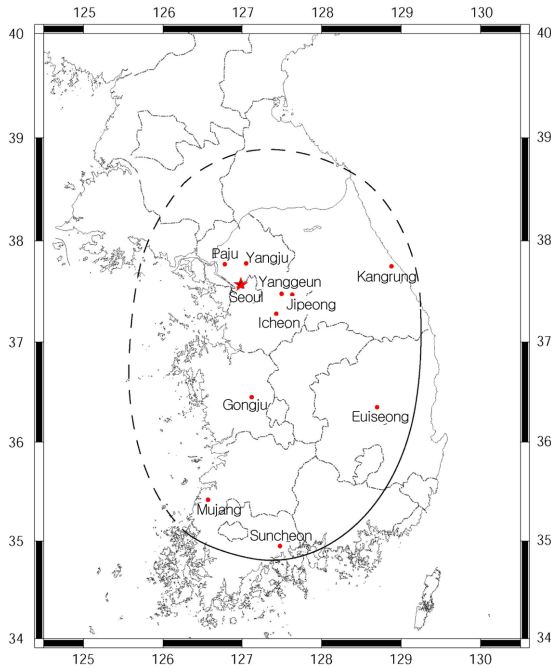 125 126 127 128 129 130
40 40
39 39
38 38
Paju Yangju
Kangrung
Yanggeun
Seoul Jipeong
Icheon
37 37
Gongju
Euiseong
36 36
Mujang
Suncheon
35 35
34 34
125 126 127 128 129 130